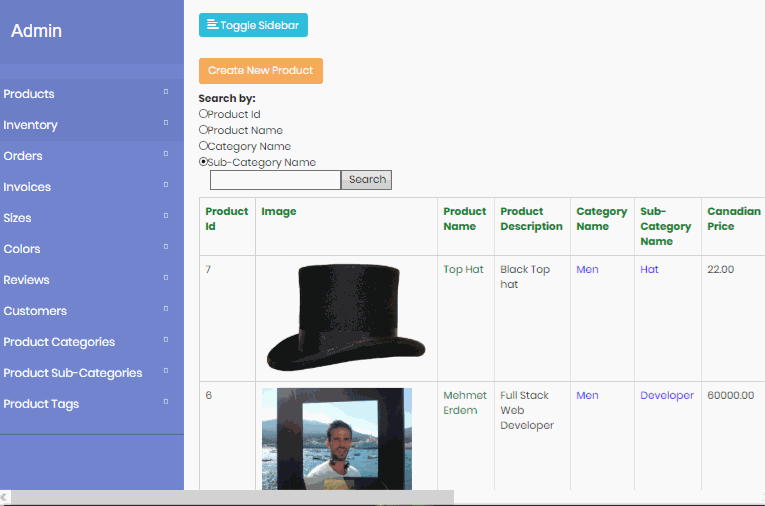 Admin
Products
Inventory
Orders
Invoices
Sizes
Colors
Reviews
Customers
Product Categories
Product Sub-Categories
Product Tags
Toggle Sidebar
Create New Product
Search by:
Product Id
Product Name
Category Name
Sub-Category Name
Search
Product Id Image Product Name Product Description Category Name Sub-Category Name Canadian Price
7 Top Hat Black Top hat Men Hat 22.00
6 Mehmet Erdem Full Stack Web Developer Men Developer 60000.00